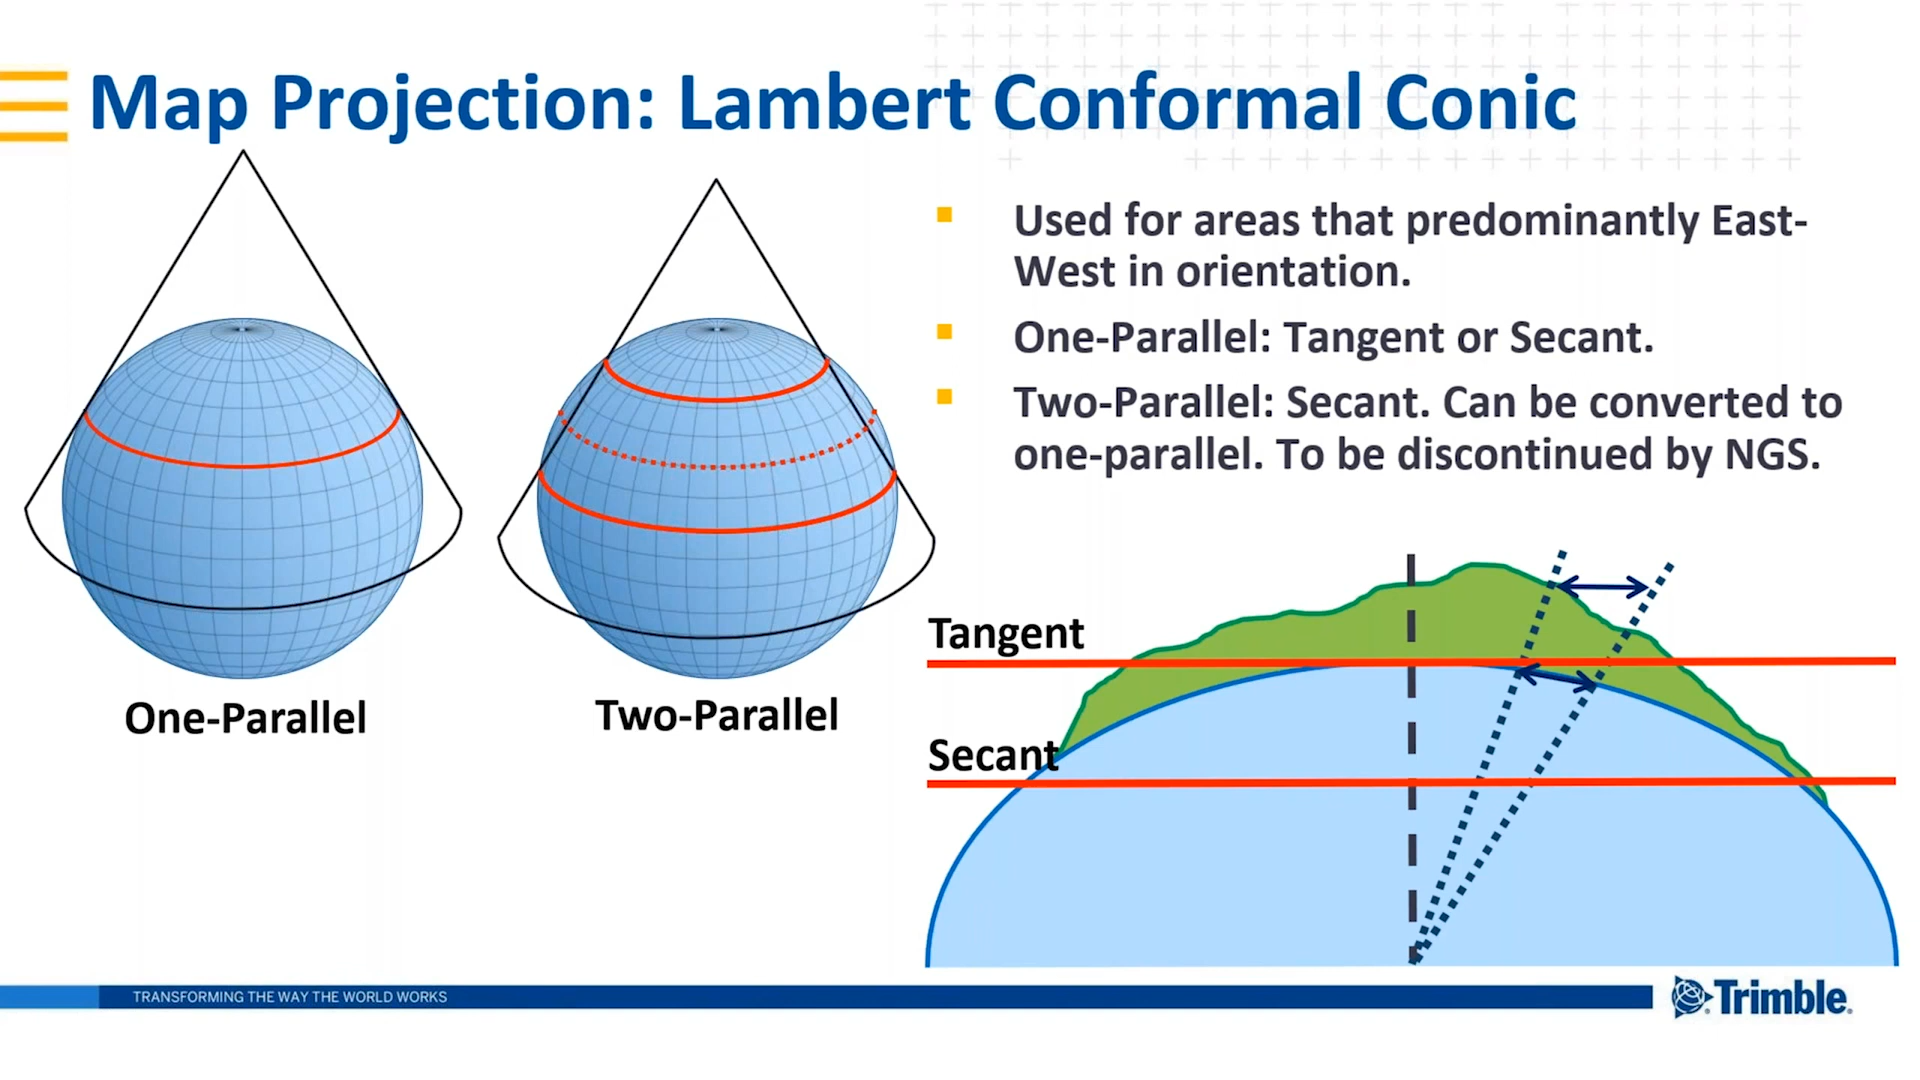 Map Projection: Lambert Conformal Conic
Used for areas that predominantly East-
West in orientation.
One-Parallel: Tangent or Secant.
Two-Parallel: Secant. Can be converted to
one-parallel. To be discontinued by NGS.
One-Parallel
Two-Parallel
Tangent
Secant
TRANSFORMING THE WAY THE WORLD WORKS
Trimble.